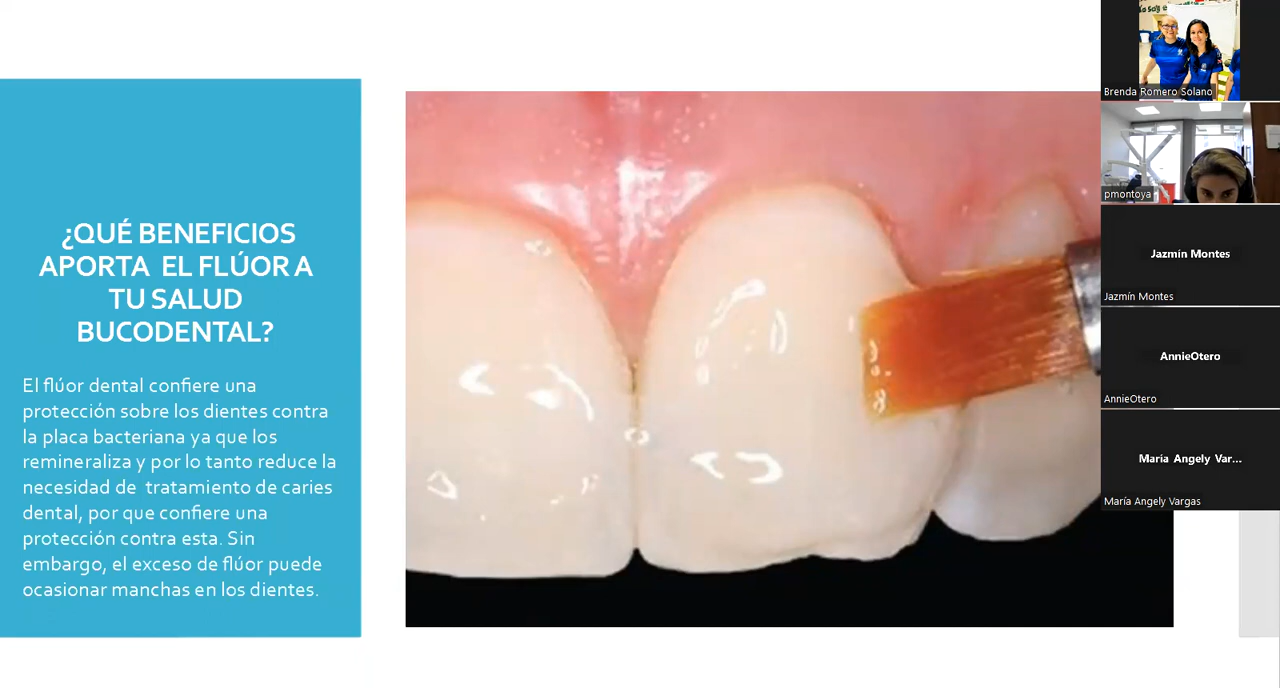 ¿QUÉ BENEFICIOS
APORTA EL FLÚOR A
TU SALUD
BUCODENTAL?
El flúor dental confiere una
protección sobre los dientes contra
la placa bacteriana ya que los
remineraliza y por lo tanto reduce la
necesidad de tratamiento de caries
dental, por que confiere una
protección contra esta. Sin
embargo, el exceso de flúor puede
ocasionar manchas en los dientes.
Brenda Romero Solano
pmontoya
Jazmín Montes
Jazmín Montes
AnnieOtero
AnnieOtero
María Angely Var...
María Angely Vargas